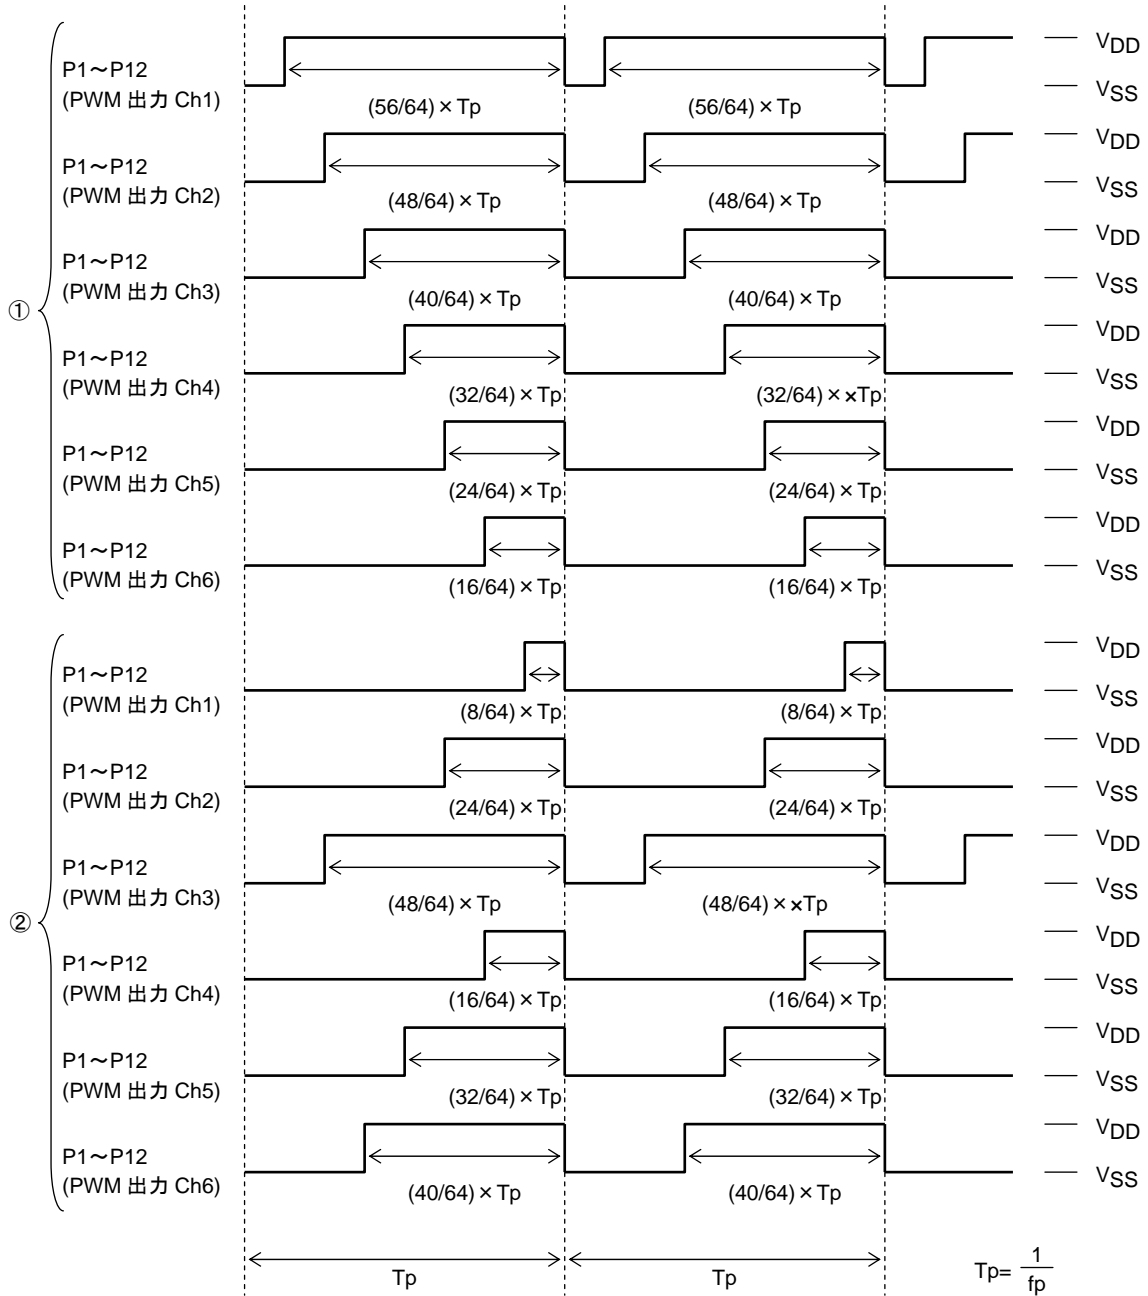 ①
P1～P12
(PWM 出力 Ch1)
(56/64) × Tp
(56/64) × Tp
VDD
VSS
P1～P12
(PWM 出力 Ch2)
(48/64) × Tp
(48/64) × Tp
VDD
VSS
P1～P12
(PWM 出力 Ch3)
(40/64) × Tp
(40/64) × Tp
VDD
VSS
P1～P12
(PWM 出力 Ch4)
(32/64) × Tp
(32/64) × ×Tp
VDD
VSS
P1～P12
(PWM 出力 Ch5)
(24/64) × Tp
(24/64) × Tp
VDD
VSS
P1～P12
(PWM 出力 Ch6)
(16/64) × Tp
(16/64) × Tp
VDD
VSS
②
P1～P12
(PWM 出力 Ch1)
(8/64) × Tp
(8/64) × Tp
VDD
VSS
P1～P12
(PWM 出力 Ch2)
(24/64) × Tp
(24/64) × Tp
VDD
VSS
P1～P12
(PWM 出力 Ch3)
(48/64) × Tp
(48/64) × ×Tp
VDD
VSS
P1～P12
(PWM 出力 Ch4)
(16/64) × Tp
(16/64) × Tp
VDD
VSS
P1～P12
(PWM 出力 Ch5)
(32/64) × Tp
(32/64) × Tp
VDD
VSS
P1～P12
(PWM 出力 Ch6)
(40/64) × Tp
(40/64) × Tp
VDD
VSS
Tp
Tp
Tp= 1/fp